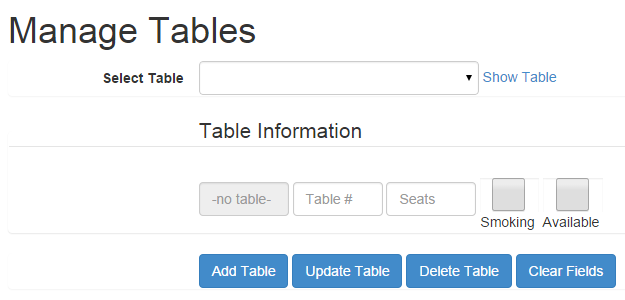 Manage Tables
Select Table Show Table
Table Information
-no table- Table # Seats
Smoking Available
Add Table Update Table Delete Table Clear Fields